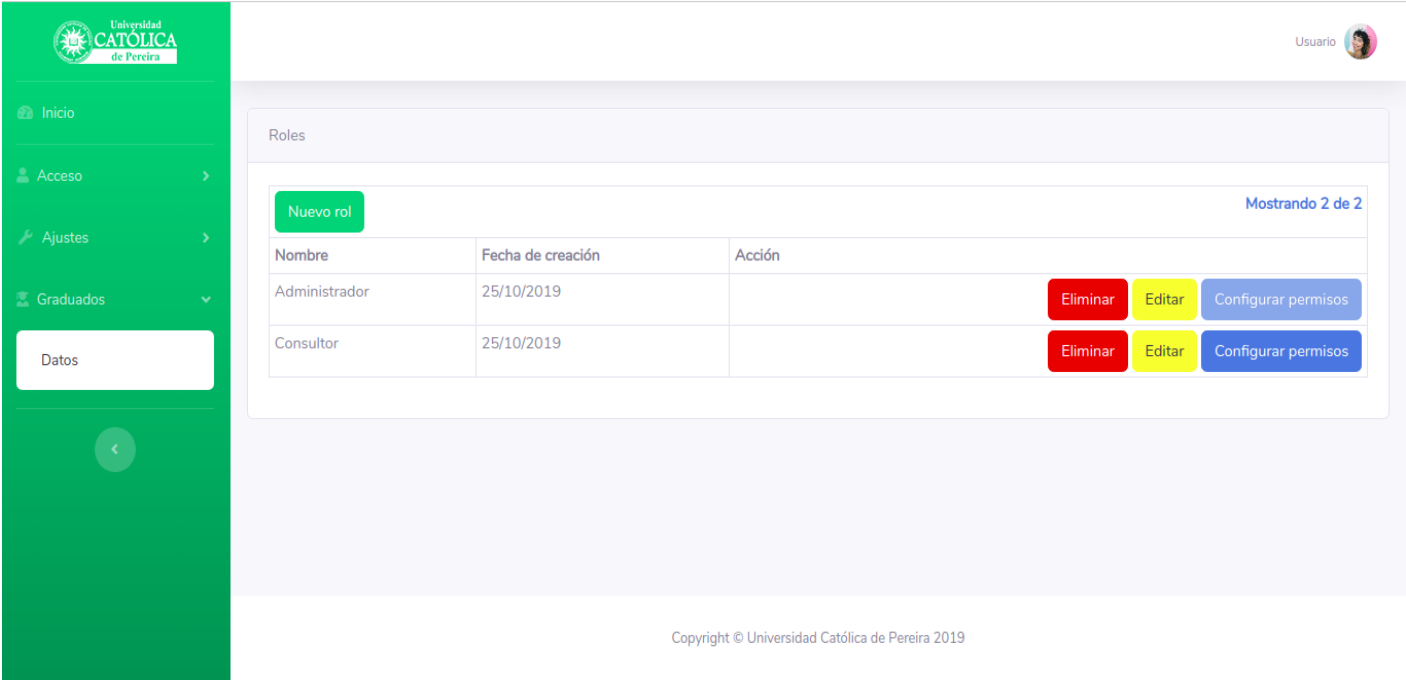 Universidad
CATÓLICA
de Pereira
Usuario
Inicio
Acceso
Ajustes
Graduados
Datos
Roles
Nuevo rol
Mostrando 2 de 2
Nombre Fecha de creación Acción
Administrador 25/10/2019 Eliminar Editar Configurar permisos
Consultor 25/10/2019 Eliminar Editar Configurar permisos
Copyright © Universidad Católica de Pereira 2019